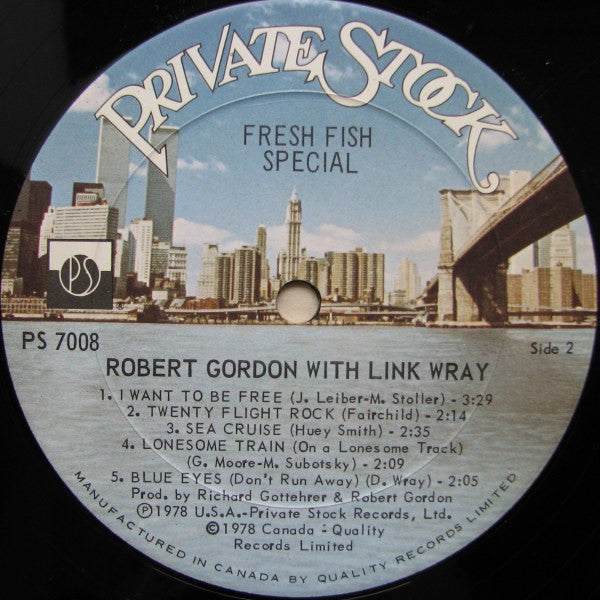 PRIVATE STOCK
FRESH FISH
SPECIAL
PS
®
PS 7008
Side 2
ROBERT GORDON WITH LINK WRAY
1. I WANT TO BE FREE (J. Leiber-M. Stoller) - 3:29
2. TWENTY FLIGHT ROCK (Fairchild) - 2:14
3. SEA CRUISE (Huey Smith) - 2:35
4. LONESOME TRAIN (On a Lonesome Track)
(G. Moore-M. Subotsky) - 2:09
5. BLUE EYES (Don't Run Away) (D. Wray) - 2:05
Prod. by Richard Gottehrer & Robert Gordon
Ⓟ1978 U.S.A.-Private Stock Records, Ltd.
©1978 Canada - Quality
Records Limited
MANUFACTURED IN CANADA BY QUALITY RECORDS LIMITED